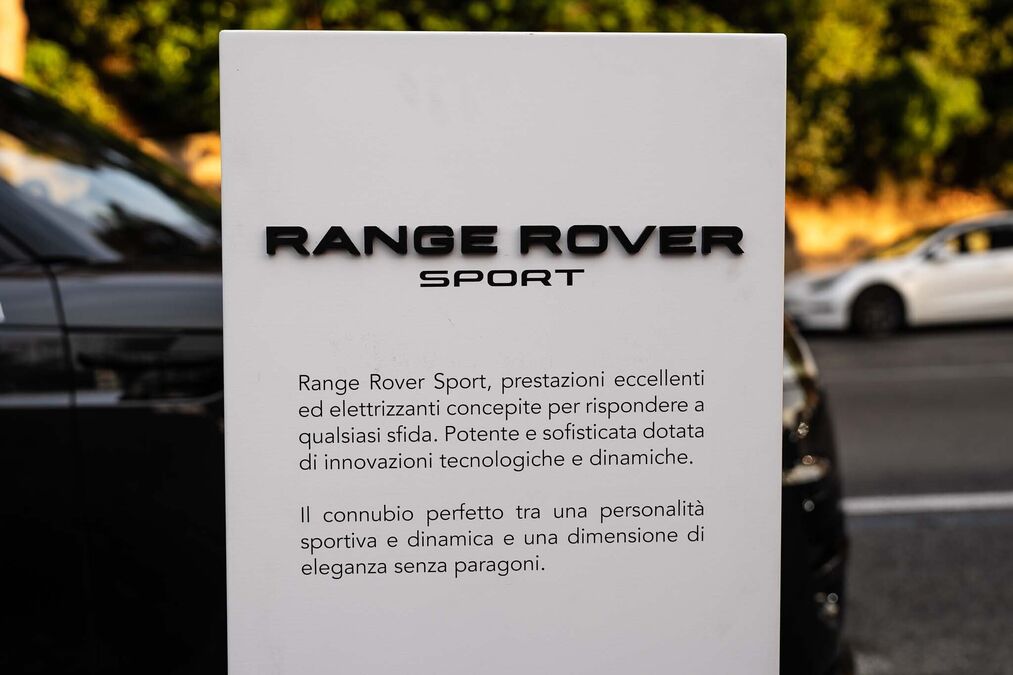 RANGE ROVER
SPORT
Range Rover Sport, prestazioni eccellenti
ed elettrizzanti concepite per rispondere a
qualsiasi sfida. Potente e sofisticata dotata
di innovazioni tecnologiche e dinamiche.
Il connubio perfetto tra una personalità
sportiva e dinamica e una dimensione di
eleganza senza paragoni.